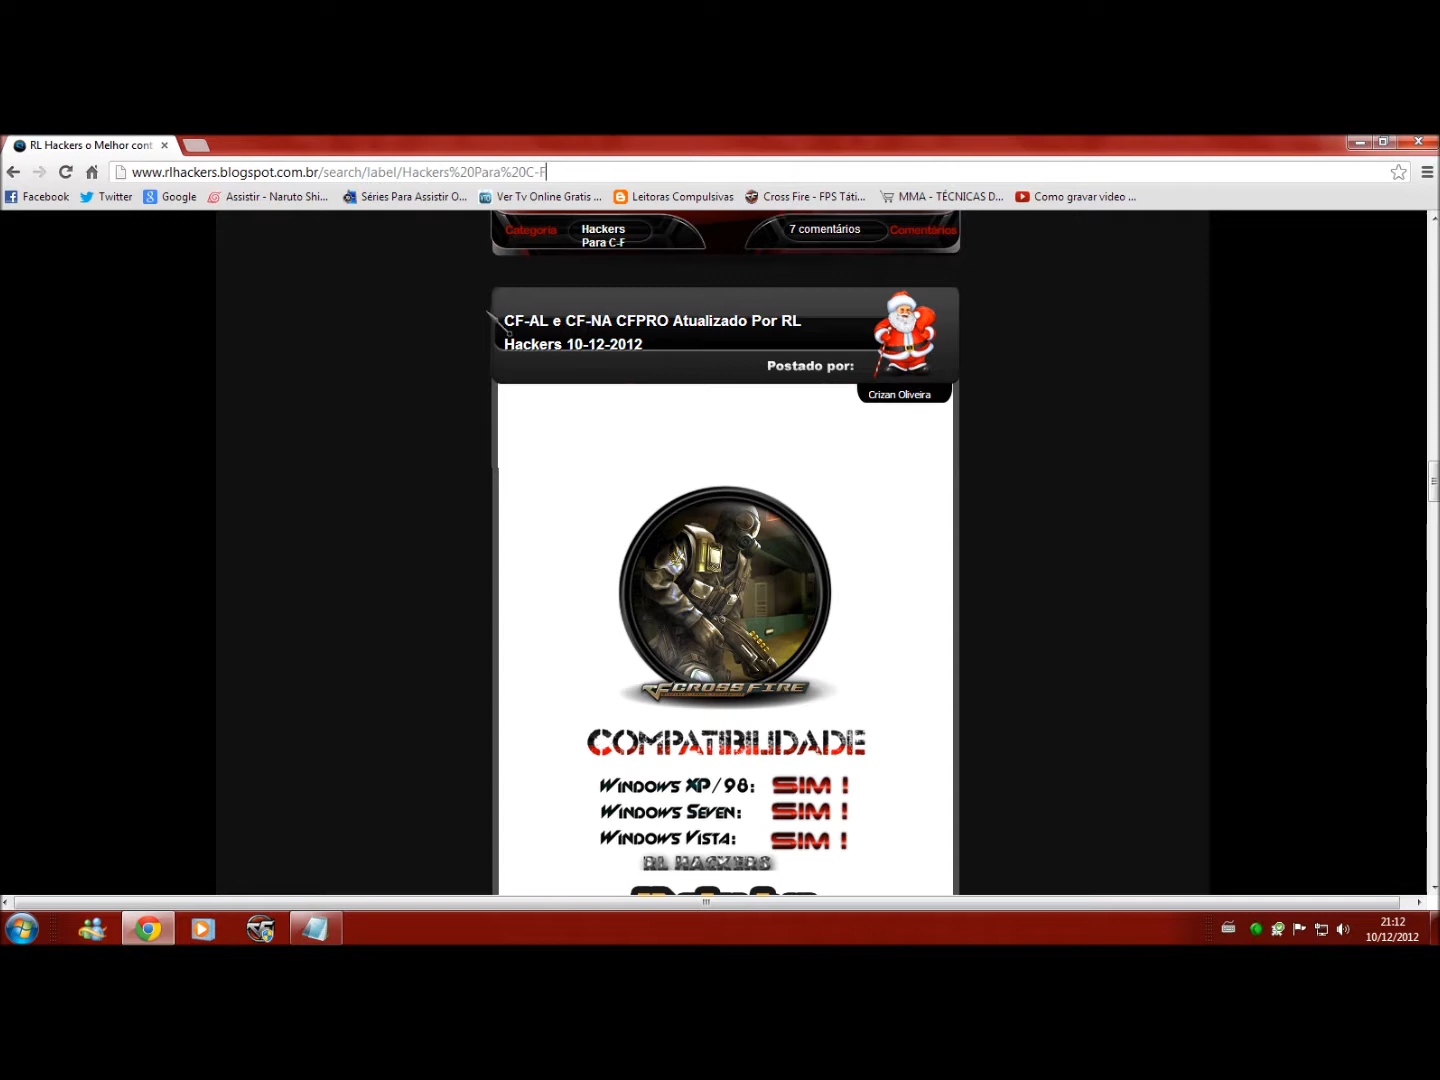 RL Hackers o Melhor cont
www.rlhackers.blogspot.com.br/search/label/Hackers%20Para%20C-F
Facebook Twitter Google Assistir - Naruto Shi... Séries Para Assistir O... Ver Tv Online Gratis ... Leitoras Compulsivas Cross Fire - FPS Táti... MMA - TÉCNICAS D... Como gravar video ...
Categoria Hackers Para C-F 7 comentários Comentários
CF-AL e CF-NA CFPRO Atualizado Por RL
Hackers 10-12-2012
Postado por:
Crizan Oliveira
CROSS FIRE
COMPATIBILIDADE
Windows XP/98: SIM !
Windows Seven: SIM !
Windows Vista: SIM !
RL HACKERS
21:12
10/12/2012